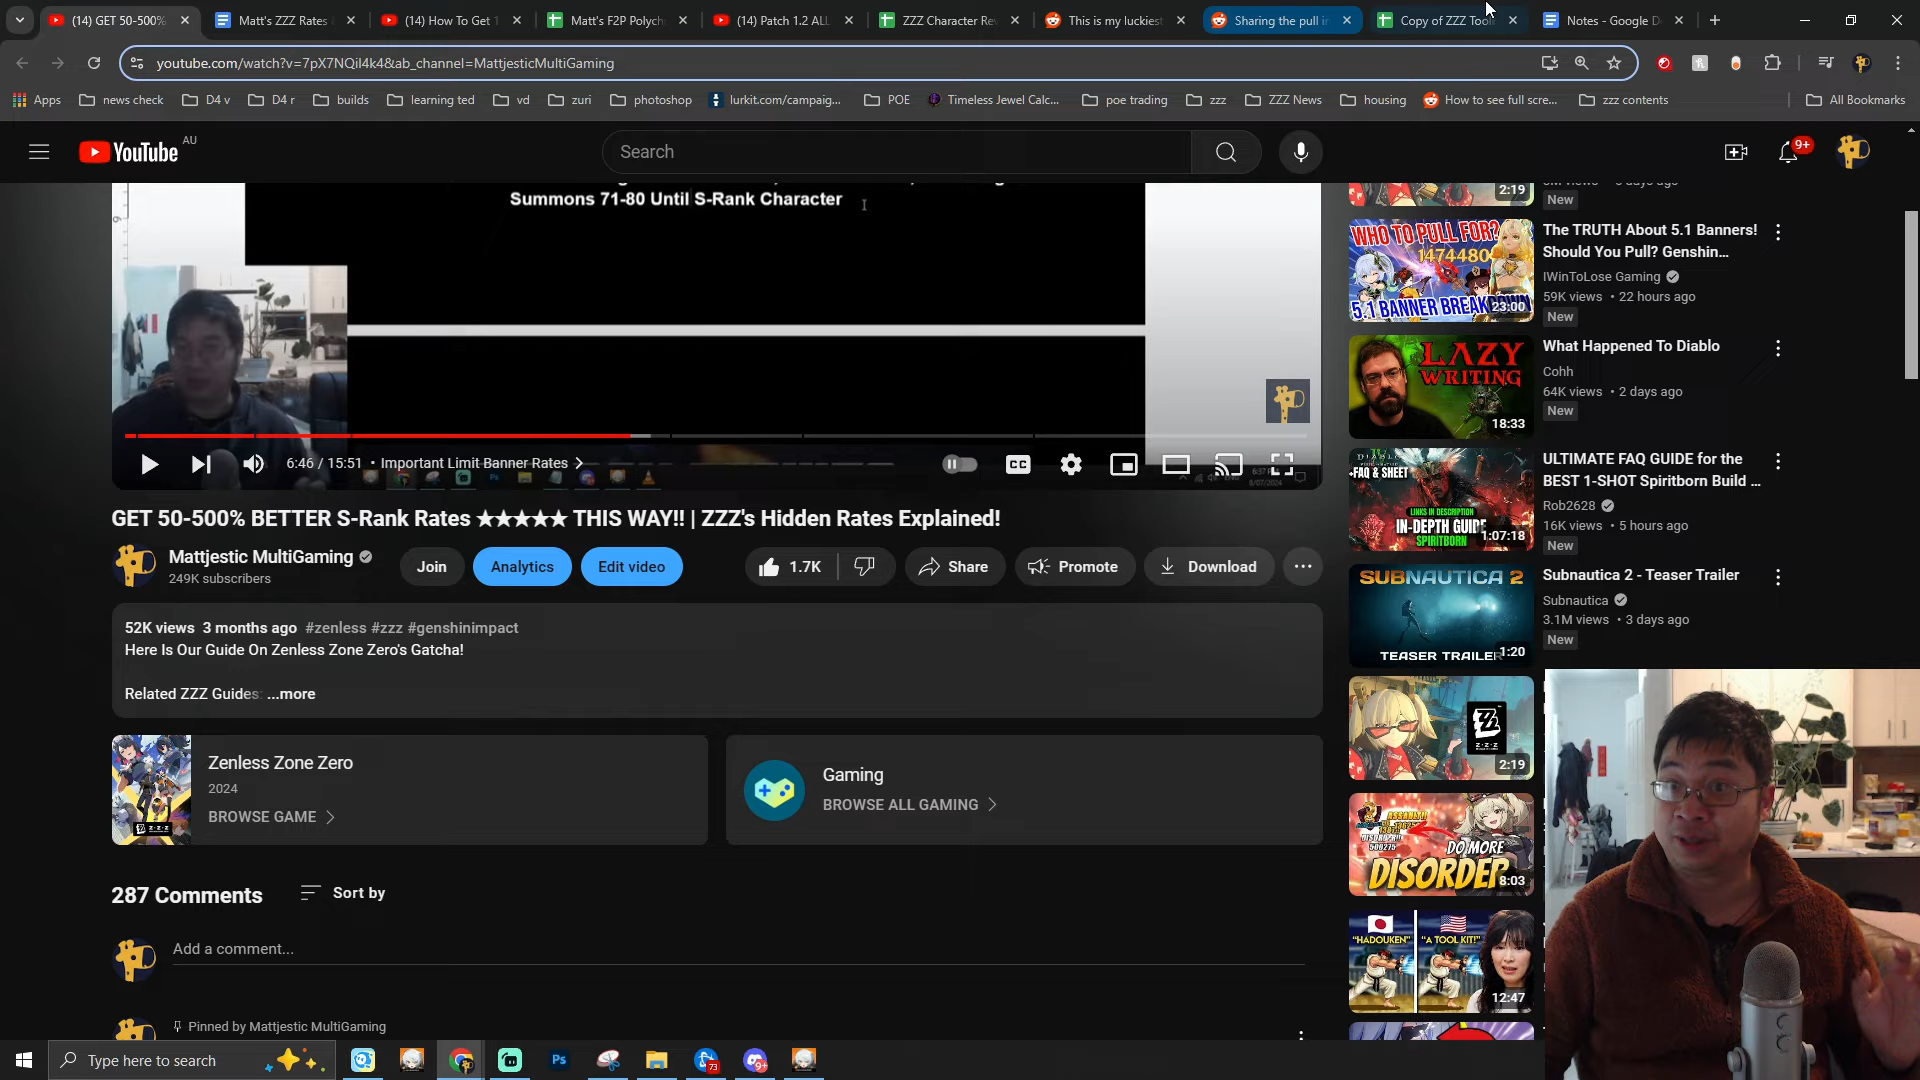 (14) GET 50-500%
Matt's ZZZ Rates
(14) How To Get 1
Matt's F2P Polych
(14) Patch 1.2 ALL
ZZZ Character Re
This is my luckiest
Sharing the pull in
Copy of ZZZ Tool
Notes - Google D
youtube.com/watch?v=7pX7NQil4k4&ab_channel=MattjesticMultiGaming
Apps
news check
D4 v
D4 r
builds
learning ted
vd
zuri
photoshop
lurkit.com/campaig...
POE
Timeless Jewel Calc...
poe trading
zzz
ZZZ News
housing
How to see full scre...
zzz contents
All Bookmarks
YouTube AU
Search
9+
Summons 71-80 Until S-Rank Character
6:46 / 15:51 • Important Limit Banner Rates
CC
GET 50-500% BETTER S-Rank Rates ★★★★★ THIS WAY!! | ZZZ's Hidden Rates Explained!
Mattjestic MultiGaming
249K subscribers
Join
Analytics
Edit video
1.7K
Share
Promote
Download
52K views 3 months ago #zenless #zzz #genshinimpact
Here Is Our Guide On Zenless Zone Zero's Gatcha!
Related ZZZ Guides: ...more
Zenless Zone Zero
2024
BROWSE GAME
Gaming
BROWSE ALL GAMING
287 Comments
Sort by
Add a comment...
Pinned by Mattjestic MultiGaming
2:19
New
WHO TO PULL FOR?
1474480
5.1 BANNER BREAKDOWN
23:00
The TRUTH About 5.1 Banners!
Should You Pull? Genshin...
IWinToLose Gaming
59K views • 22 hours ago
New
LAZY
WRITING
18:33
What Happened To Diablo
Cohh
64K views • 2 days ago
New
+FAQ & SHEET
LINKS IN DESCRIPTION
IN-DEPTH GUIDE
SPIRITBORN
1:07:18
ULTIMATE FAQ GUIDE for the
BEST 1-SHOT Spiritborn Build ...
Rob2628
16K views • 5 hours ago
New
SUBNAUTICA 2
TEASER TRAILER
1:20
Subnautica 2 - Teaser Trailer
Subnautica
3.1M views • 3 days ago
New
Z·Z·Z
2:19
DO MORE
DISORDER
8:03
"HADOUKEN"
"A TOOL KIT!"
12:47
Type here to search
Ps
73
9+